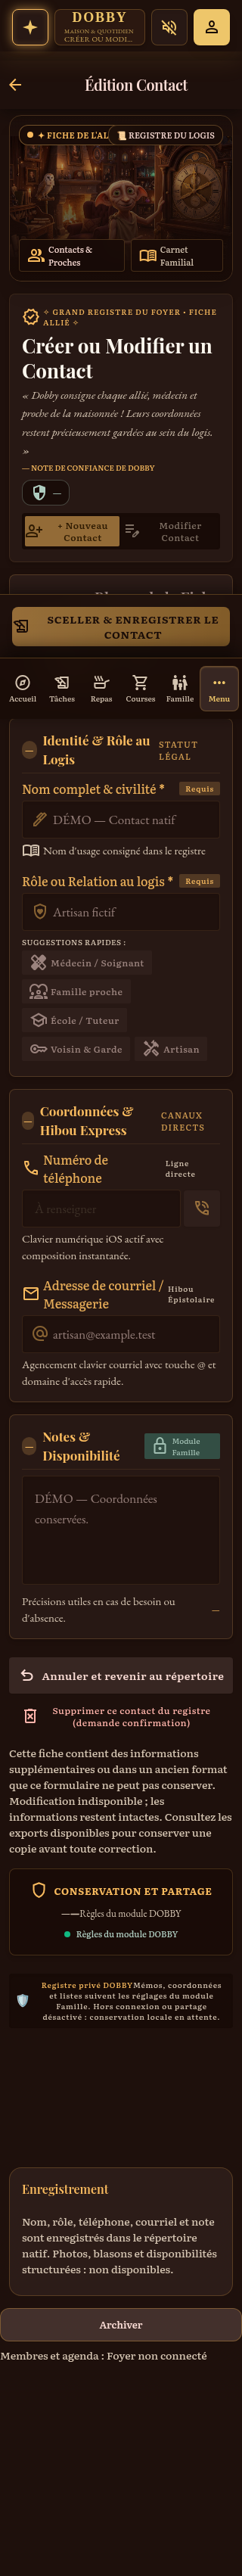 DOBBY
MAISON & QUOTIDIEN
CRÉER OU MODI...
Édition Contact
✦ FICHE DE L'AL
📜 REGISTRE DU LOGIS
Contacts &
Proches
Carnet
Familial
✧ GRAND REGISTRE DU FOYER • FICHE
ALLIÉ ✧
Créer ou Modifier un
Contact
« Dobby consigne chaque allié, médecin et
proche de la maisonnée ! Leurs coordonnées
restent précieusement gardées au sein du logis.
»
— NOTE DE CONFIANCE DE DOBBY
—
+ Nouveau
Contact
Modifier
Contact
SCELLER & ENREGISTRER LE
CONTACT
Accueil
Tâches
Repas
Courses
Famille
Menu
—
Identité & Rôle au
Logis
STATUT
LÉGAL
Nom complet & civilité *
Requis
DÉMO — Contact natif
Nom d'usage consigné dans le registre
Rôle ou Relation au logis *
Requis
Artisan fictif
SUGGESTIONS RAPIDES :
Médecin / Soignant
Famille proche
École / Tuteur
Voisin & Garde
Artisan
—
Coordonnées &
Hibou Express
CANAUX
DIRECTS
Numéro de
téléphone
Ligne
directe
À renseigner
Clavier numérique iOS actif avec
composition instantanée.
Adresse de courriel /
Messagerie
Hibou
Épistolaire
artisan@example.test
Agencement clavier courriel avec touche @ et
domaine d'accès rapide.
—
Notes &
Disponibilité
Module
Famille
DÉMO — Coordonnées
conservées.
Précisions utiles en cas de besoin ou
d'absence.
—
Annuler et revenir au répertoire
Supprimer ce contact du registre
(demande confirmation)
Cette fiche contient des informations
supplémentaires ou dans un ancien format
que ce formulaire ne peut pas conserver.
Modification indisponible ; les
informations restent intactes. Consultez les
exports disponibles pour conserver une
copie avant toute correction.
CONSERVATION ET PARTAGE
——Règles du module DOBBY
Règles du module DOBBY
Registre privé DOBBYMémos, coordonnées
et listes suivent les réglages du module
Famille. Hors connexion ou partage
désactivé : conservation locale en attente.
Enregistrement
Nom, rôle, téléphone, courriel et note
sont enregistrés dans le répertoire
natif. Photos, blasons et disponibilités
structurées : non disponibles.
Archiver
Membres et agenda : Foyer non connecté